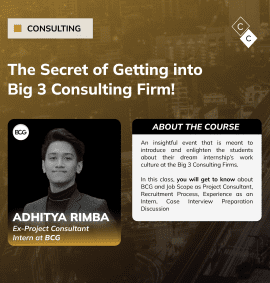 CONSULTING
C
C
The Secret of Getting into
Big 3 Consulting Firm!
BCG
ADHITYA RIMBA
Ex-Project Consultant
Intern at BCG
ABOUT THE COURSE
An insightful event that is meant to
introduce and enlighten the students
about their dream internship's work
culture at the Big 3 Consulting Firms.
In this class, you will get to know about
BCG and Job Scope as Project Consultant,
Recruitment Process, Experience as an
Intern, Case Interview Preparation
Discussion